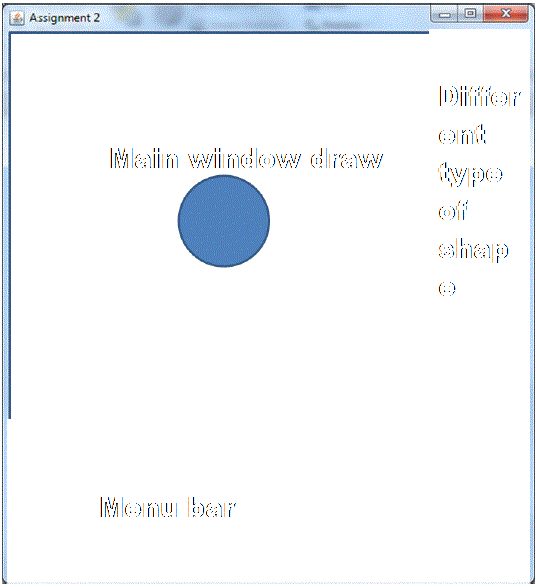 Assignment 2
Main window draw
Differ
ent
type
of
shap
e
Menu bar